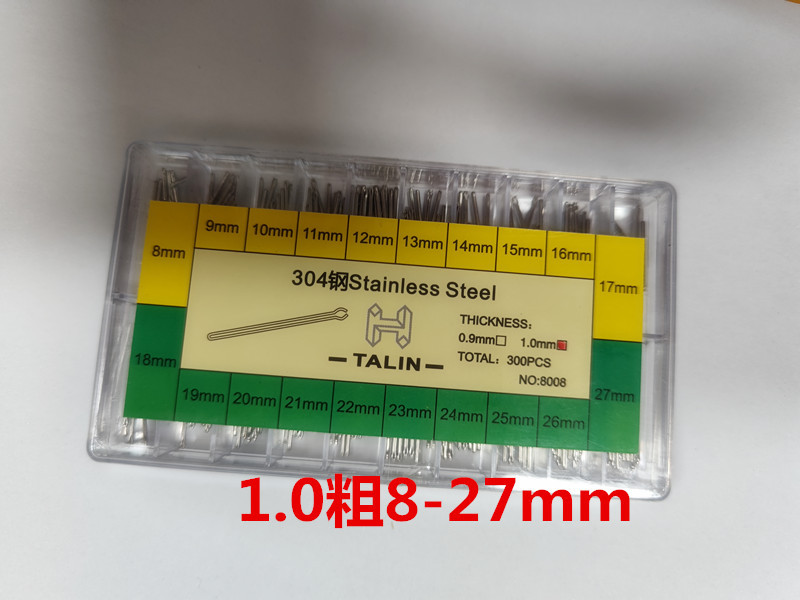 8mm
9mm
10mm
11mm
12mm
13mm
14mm
15mm
16mm
17mm
304钢Stainless Steel
THICKNESS:
0.9mm 1.0mm
TOTAL: 300PCS
NO:8008
TALIN
18mm
19mm
20mm
21mm
22mm
23mm
24mm
25mm
26mm
27mm
1.0粗8-27mm